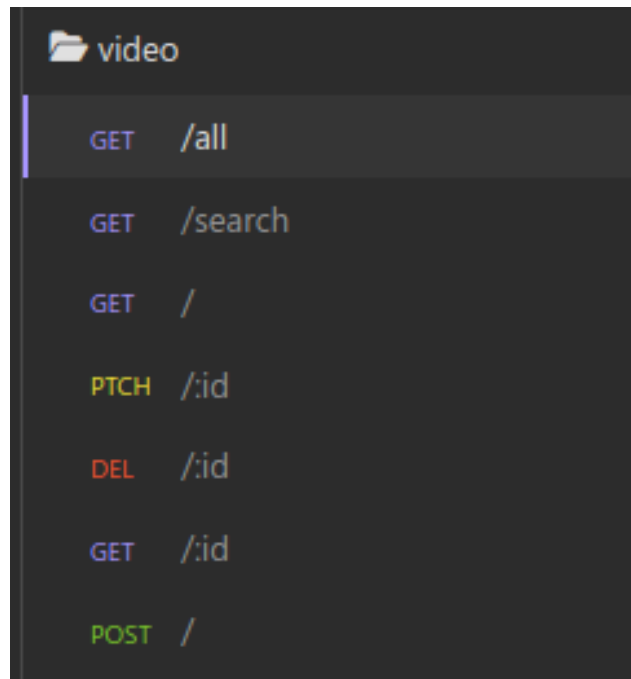 video
GET /all
GET /search
GET /
PTCH /:id
DEL /:id
GET /:id
POST /